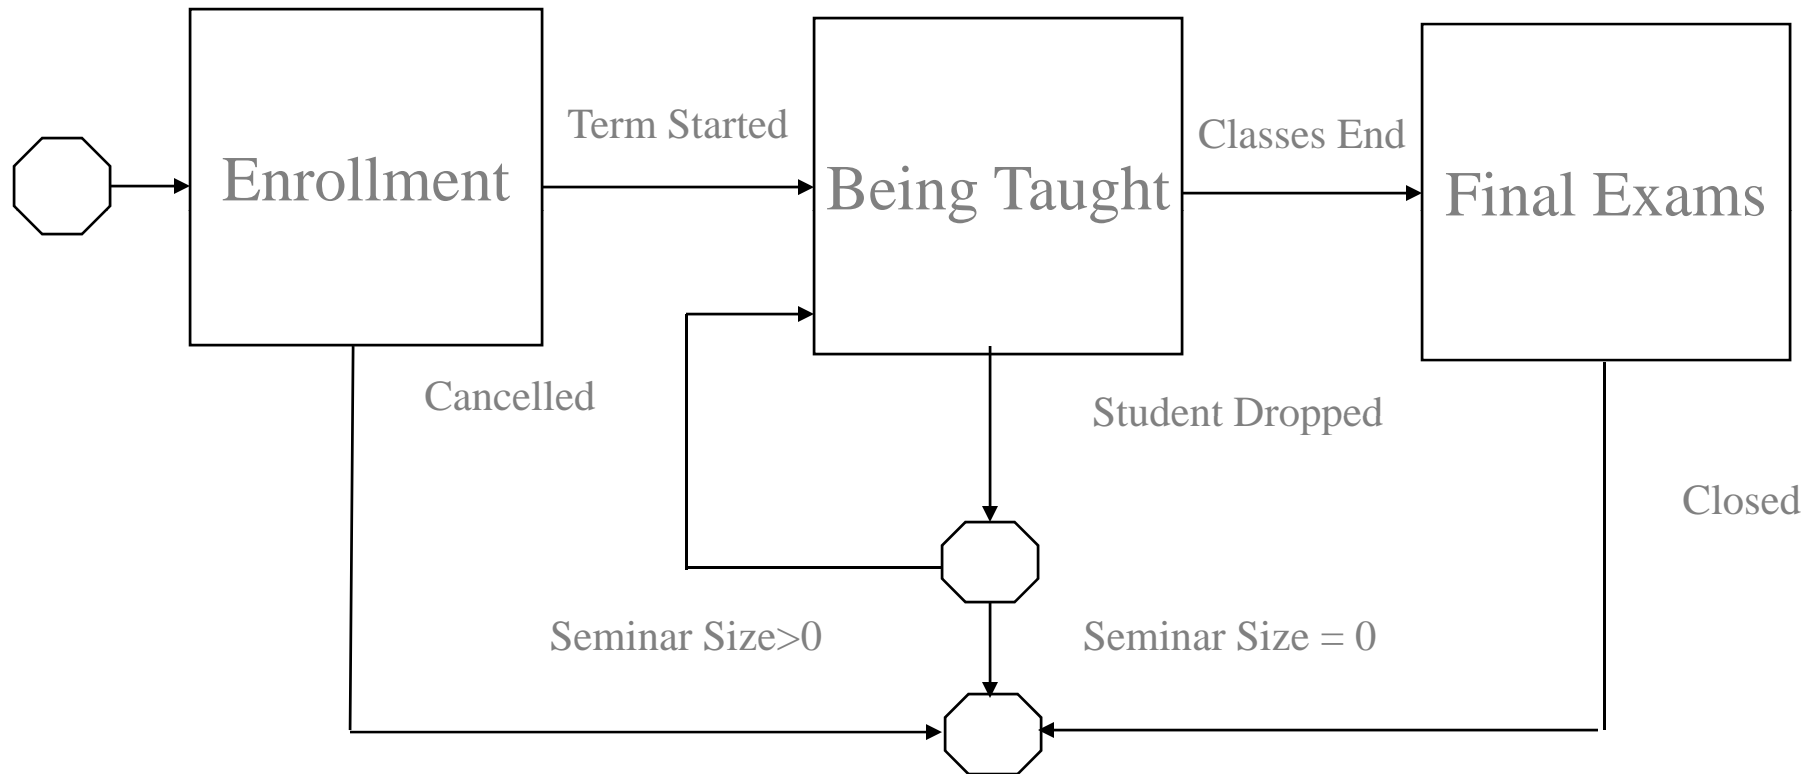 Enrollment
Term Started
Being Taught
Classes End
Final Exams
Cancelled
Student Dropped
Closed
Seminar Size>0
Seminar Size = 0